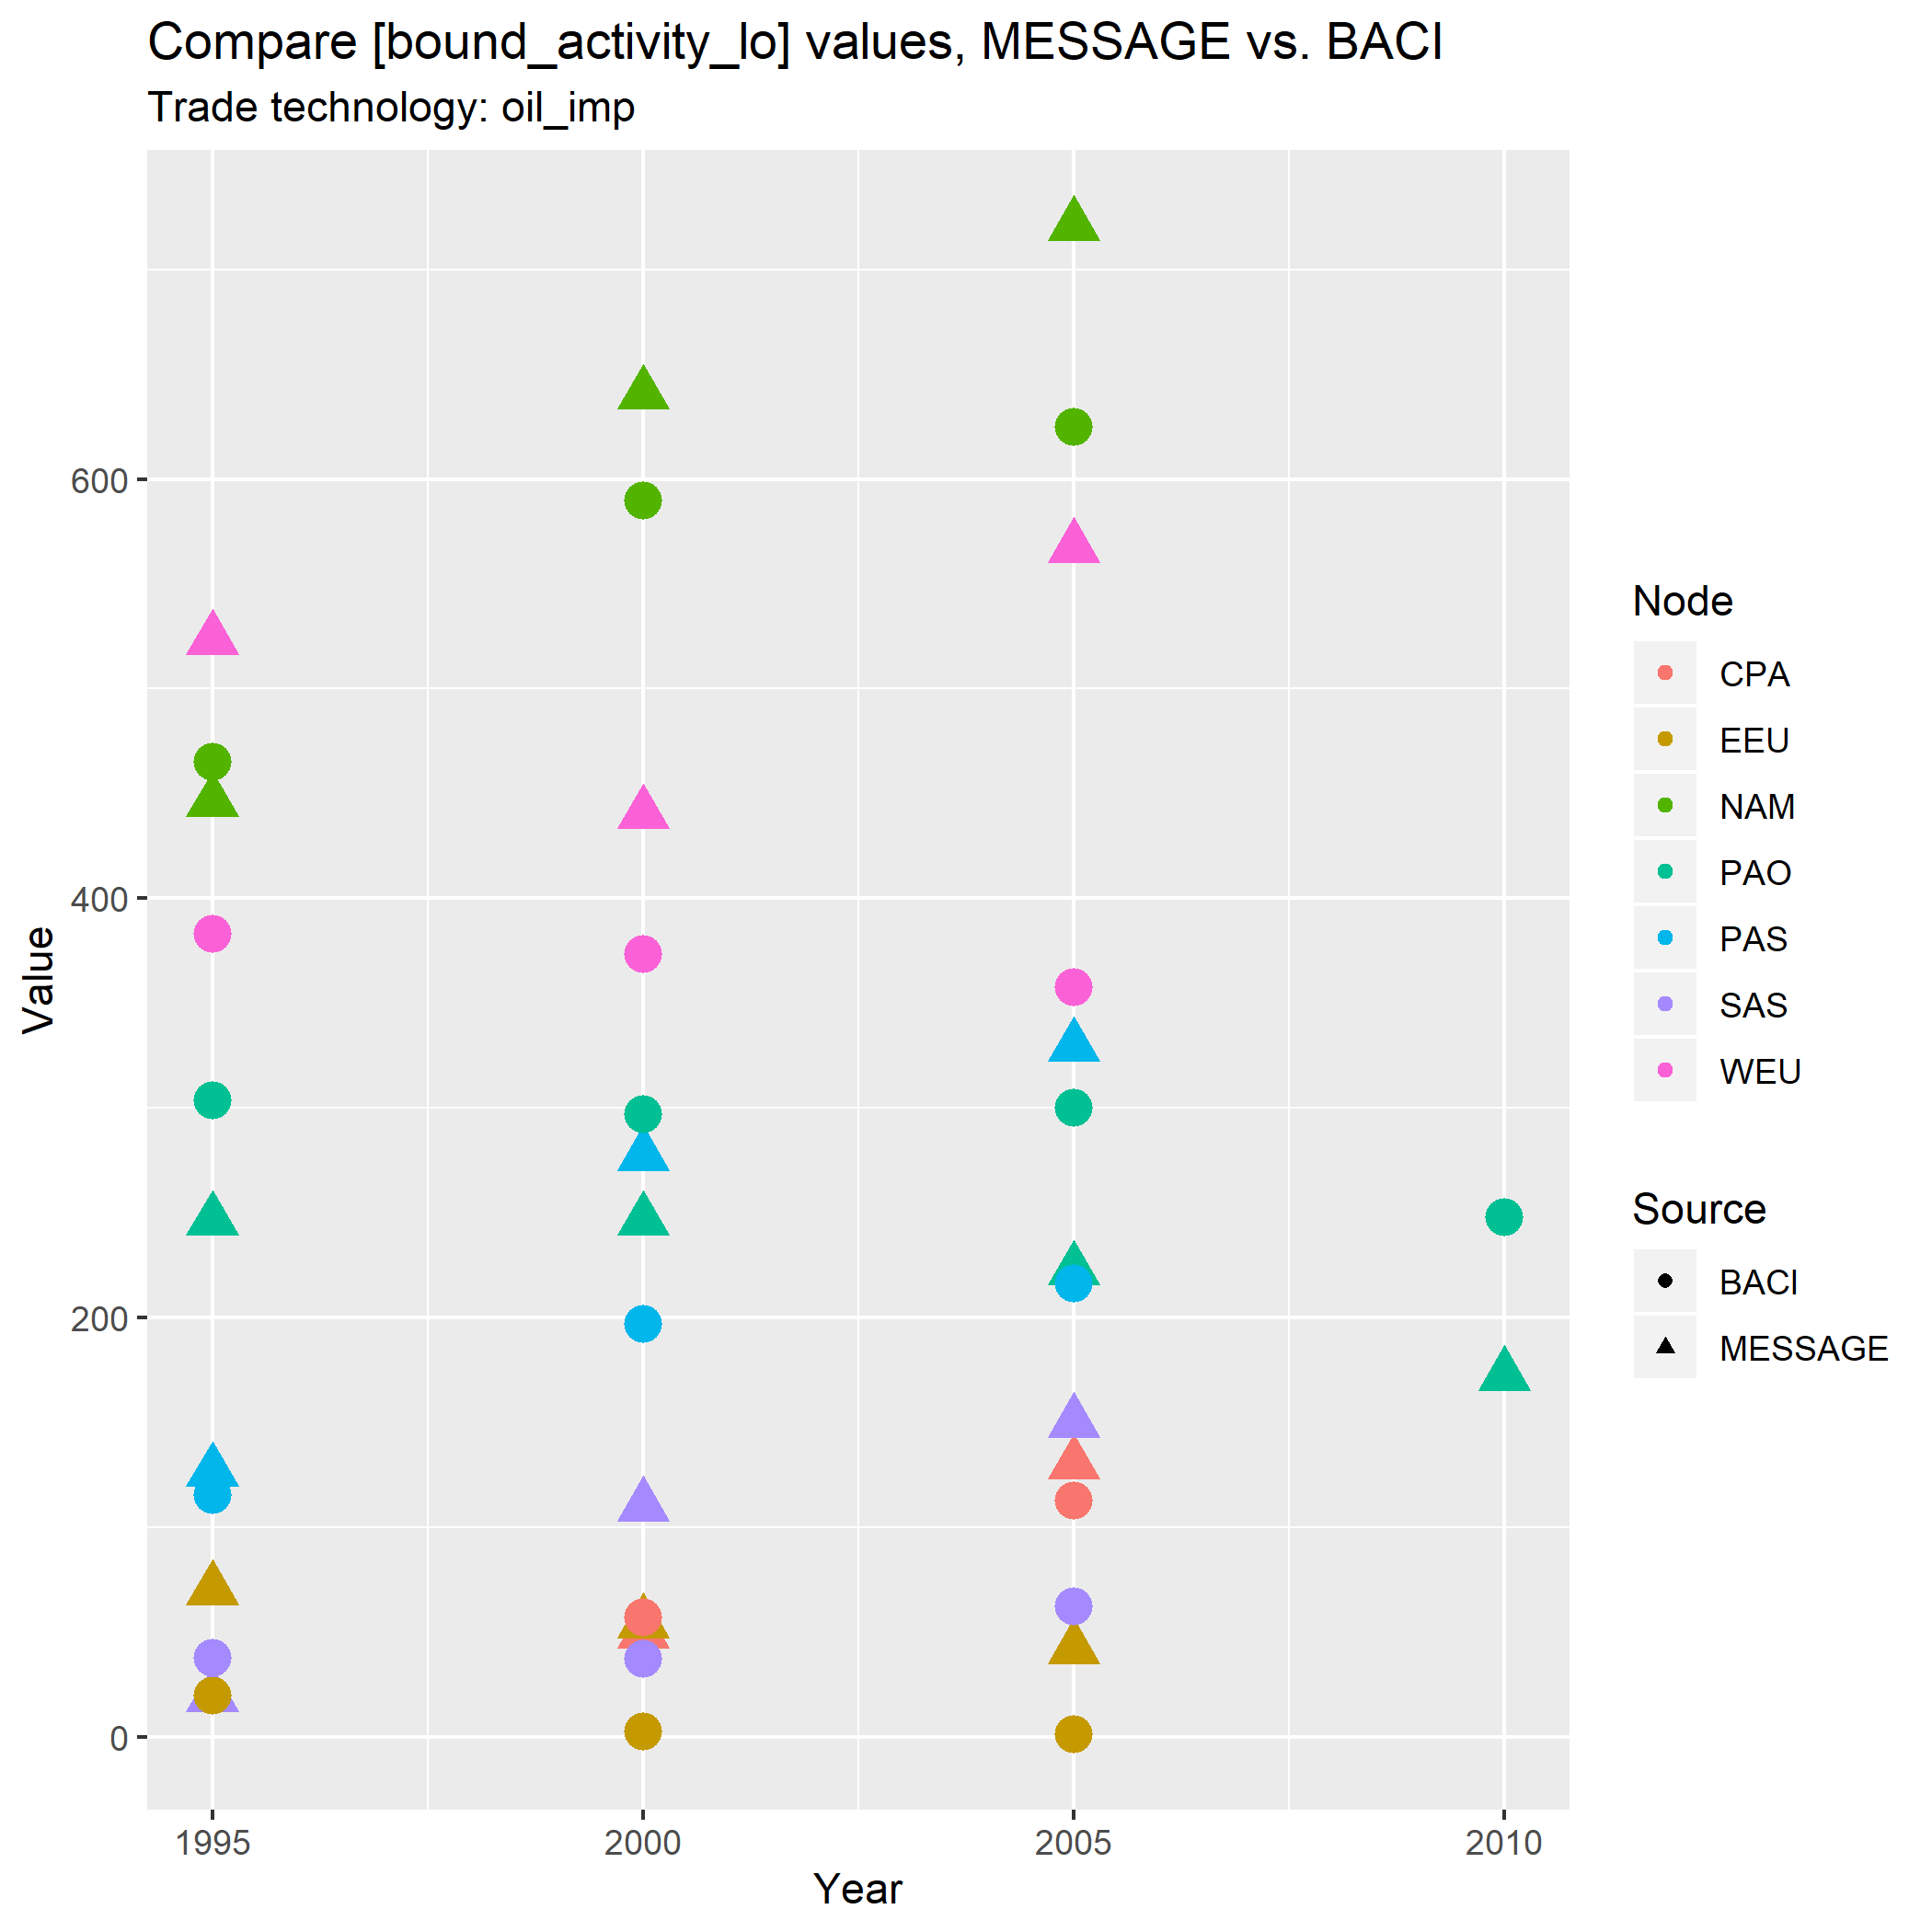 Compare [bound_activity_lo] values, MESSAGE vs. BACI
Trade technology: oil_imp
600
400
200
0
Value
1995
2000
2005
2010
Year
Node
CPA
EEU
NAM
PAO
PAS
SAS
WEU
Source
BACI
MESSAGE